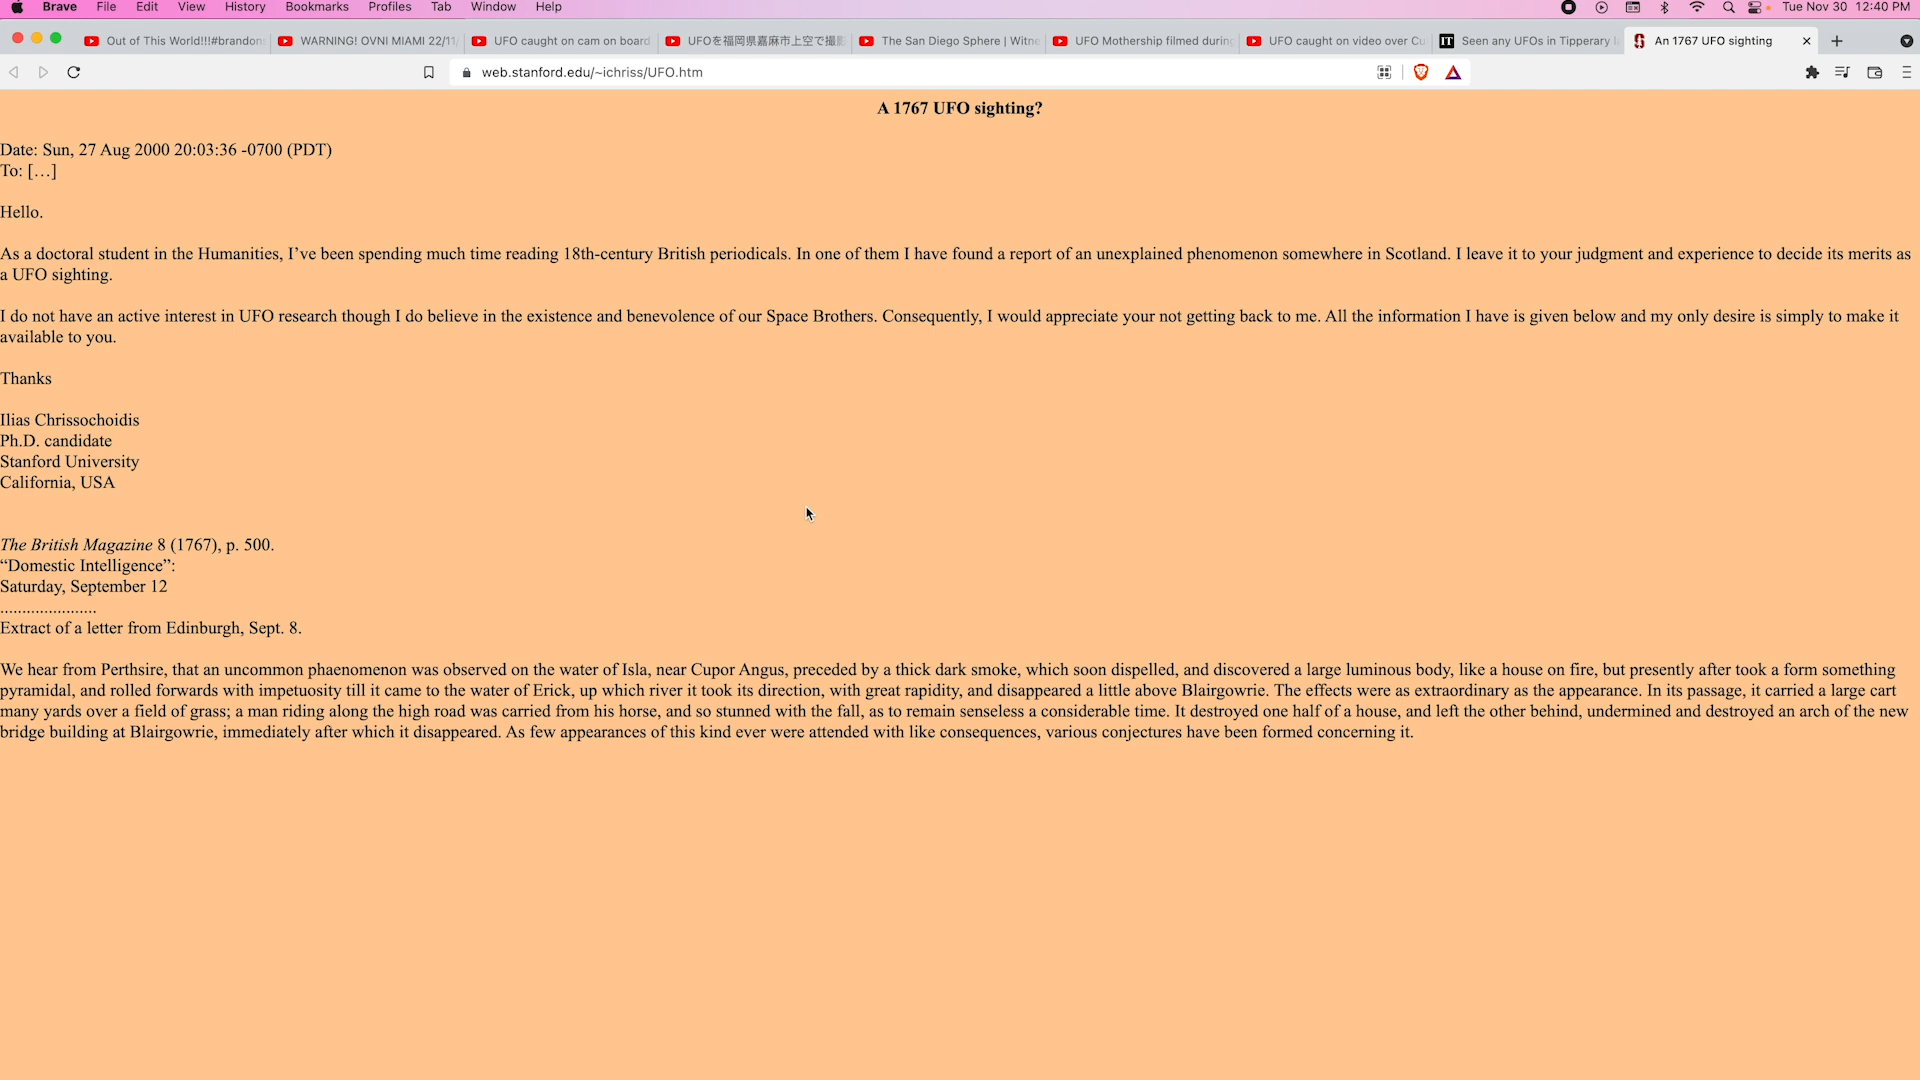 Brave File Edit View History Bookmarks Profiles Tab Window Help Tue Nov 30 12:40 PM
Out of This World!!!#brandon WARNING! OVNI MIAMI 22/11/ UFO caught on cam on board UFOを福岡県嘉麻市上空で撮影 The San Diego Sphere | Witne UFO Mothership filmed during UFO caught on video over Cu IT Seen any UFOs in Tipperary An 1767 UFO sighting
web.stanford.edu/~ichriss/UFO.htm
A 1767 UFO sighting?
Date: Sun, 27 Aug 2000 20:03:36 -0700 (PDT)
To: […]
Hello.
As a doctoral student in the Humanities, I’ve been spending much time reading 18th-century British periodicals. In one of them I have found a report of an unexplained phenomenon somewhere in Scotland. I leave it to your judgment and experience to decide its merits as
a UFO sighting.
I do not have an active interest in UFO research though I do believe in the existence and benevolence of our Space Brothers. Consequently, I would appreciate your not getting back to me. All the information I have is given below and my only desire is simply to make it
available to you.
Thanks
Ilias Chrissochoidis
Ph.D. candidate
Stanford University
California, USA
The British Magazine 8 (1767), p. 500.
“Domestic Intelligence”:
Saturday, September 12
......................
Extract of a letter from Edinburgh, Sept. 8.
We hear from Perthsire, that an uncommon phaenomenon was observed on the water of Isla, near Cupor Angus, preceded by a thick dark smoke, which soon dispelled, and discovered a large luminous body, like a house on fire, but presently after took a form something
pyramidal, and rolled forwards with impetuosity till it came to the water of Erick, up which river it took its direction, with great rapidity, and disappeared a little above Blairgowrie. The effects were as extraordinary as the appearance. In its passage, it carried a large cart
many yards over a field of grass; a man riding along the high road was carried from his horse, and so stunned with the fall, as to remain senseless a considerable time. It destroyed one half of a house, and left the other behind, undermined and destroyed an arch of the new
bridge building at Blairgowrie, immediately after which it disappeared. As few appearances of this kind ever were attended with like consequences, various conjectures have been formed concerning it.